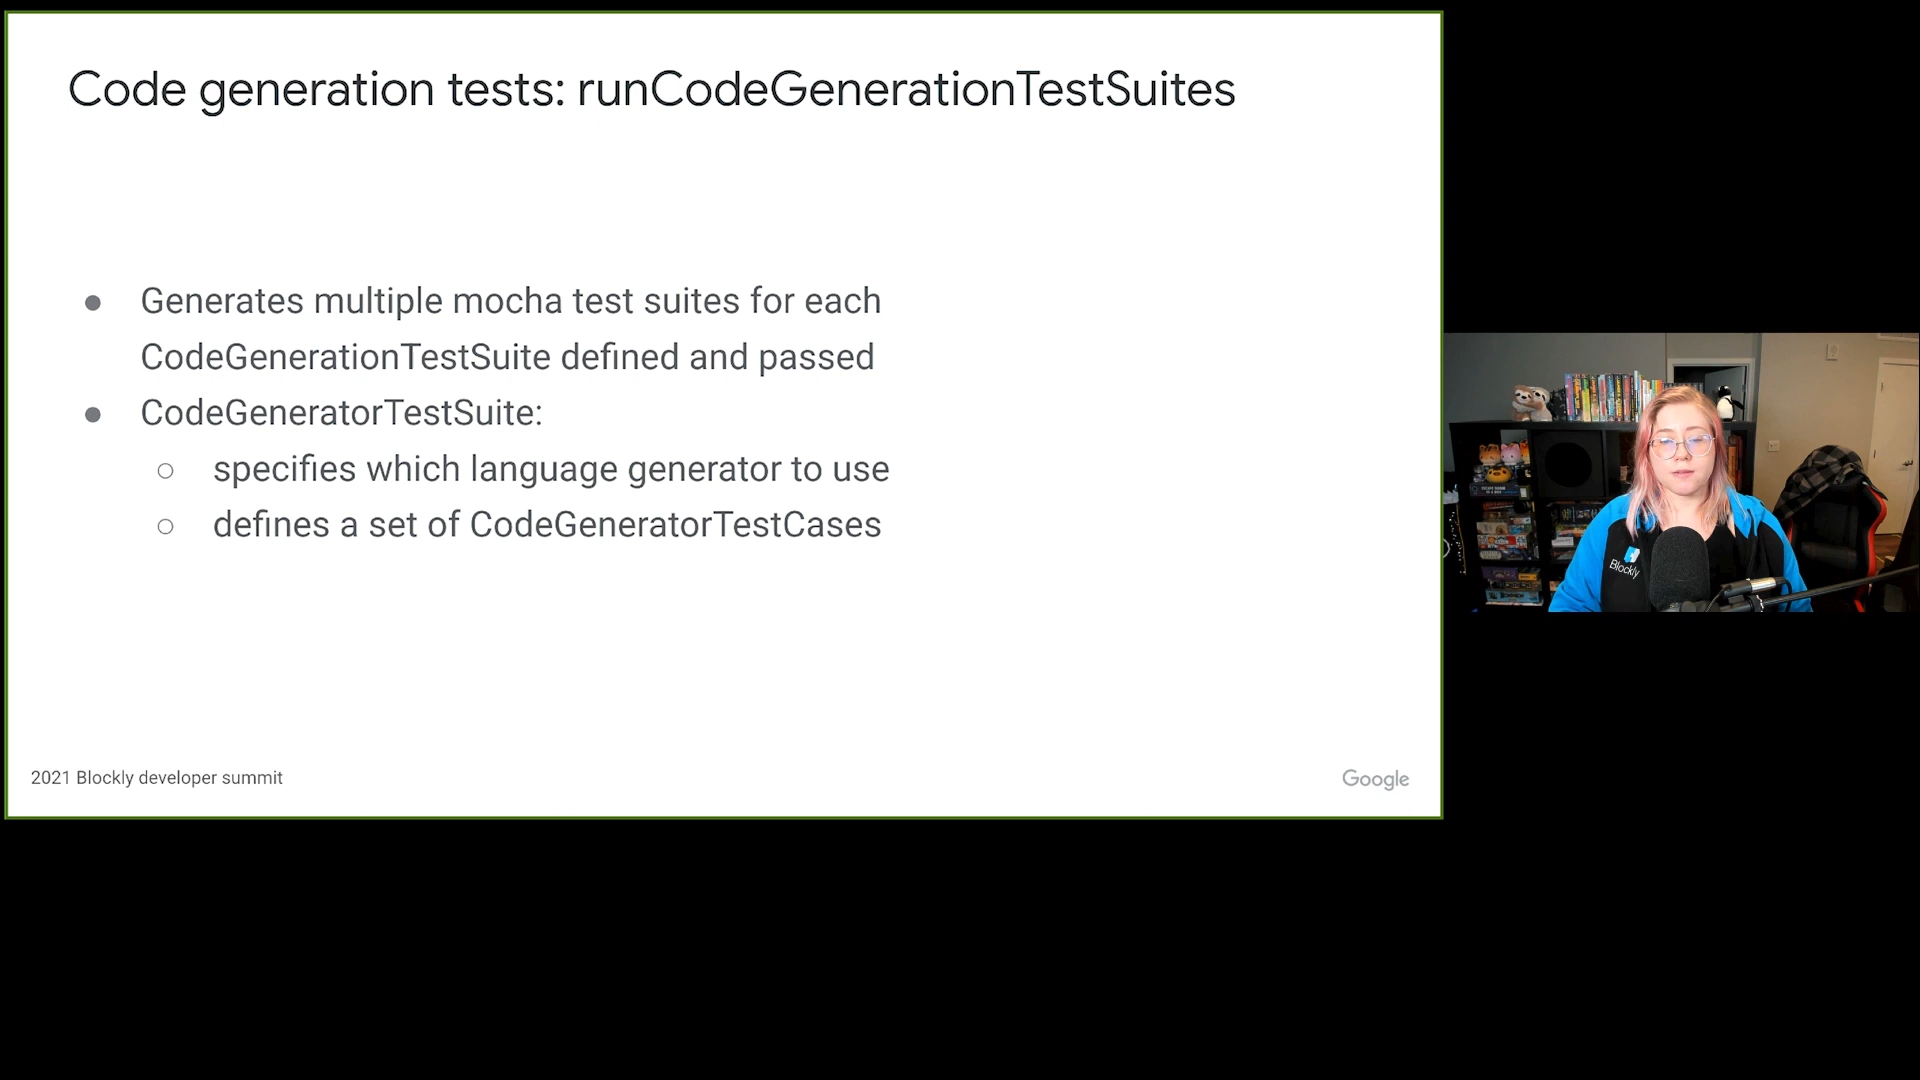 Code generation tests: runCodeGenerationTestSuites
● Generates multiple mocha test suites for each
CodeGenerationTestSuite defined and passed
● CodeGeneratorTestSuite:
○ specifies which language generator to use
○ defines a set of CodeGeneratorTestCases
2021 Blockly developer summit
Google
Blockly